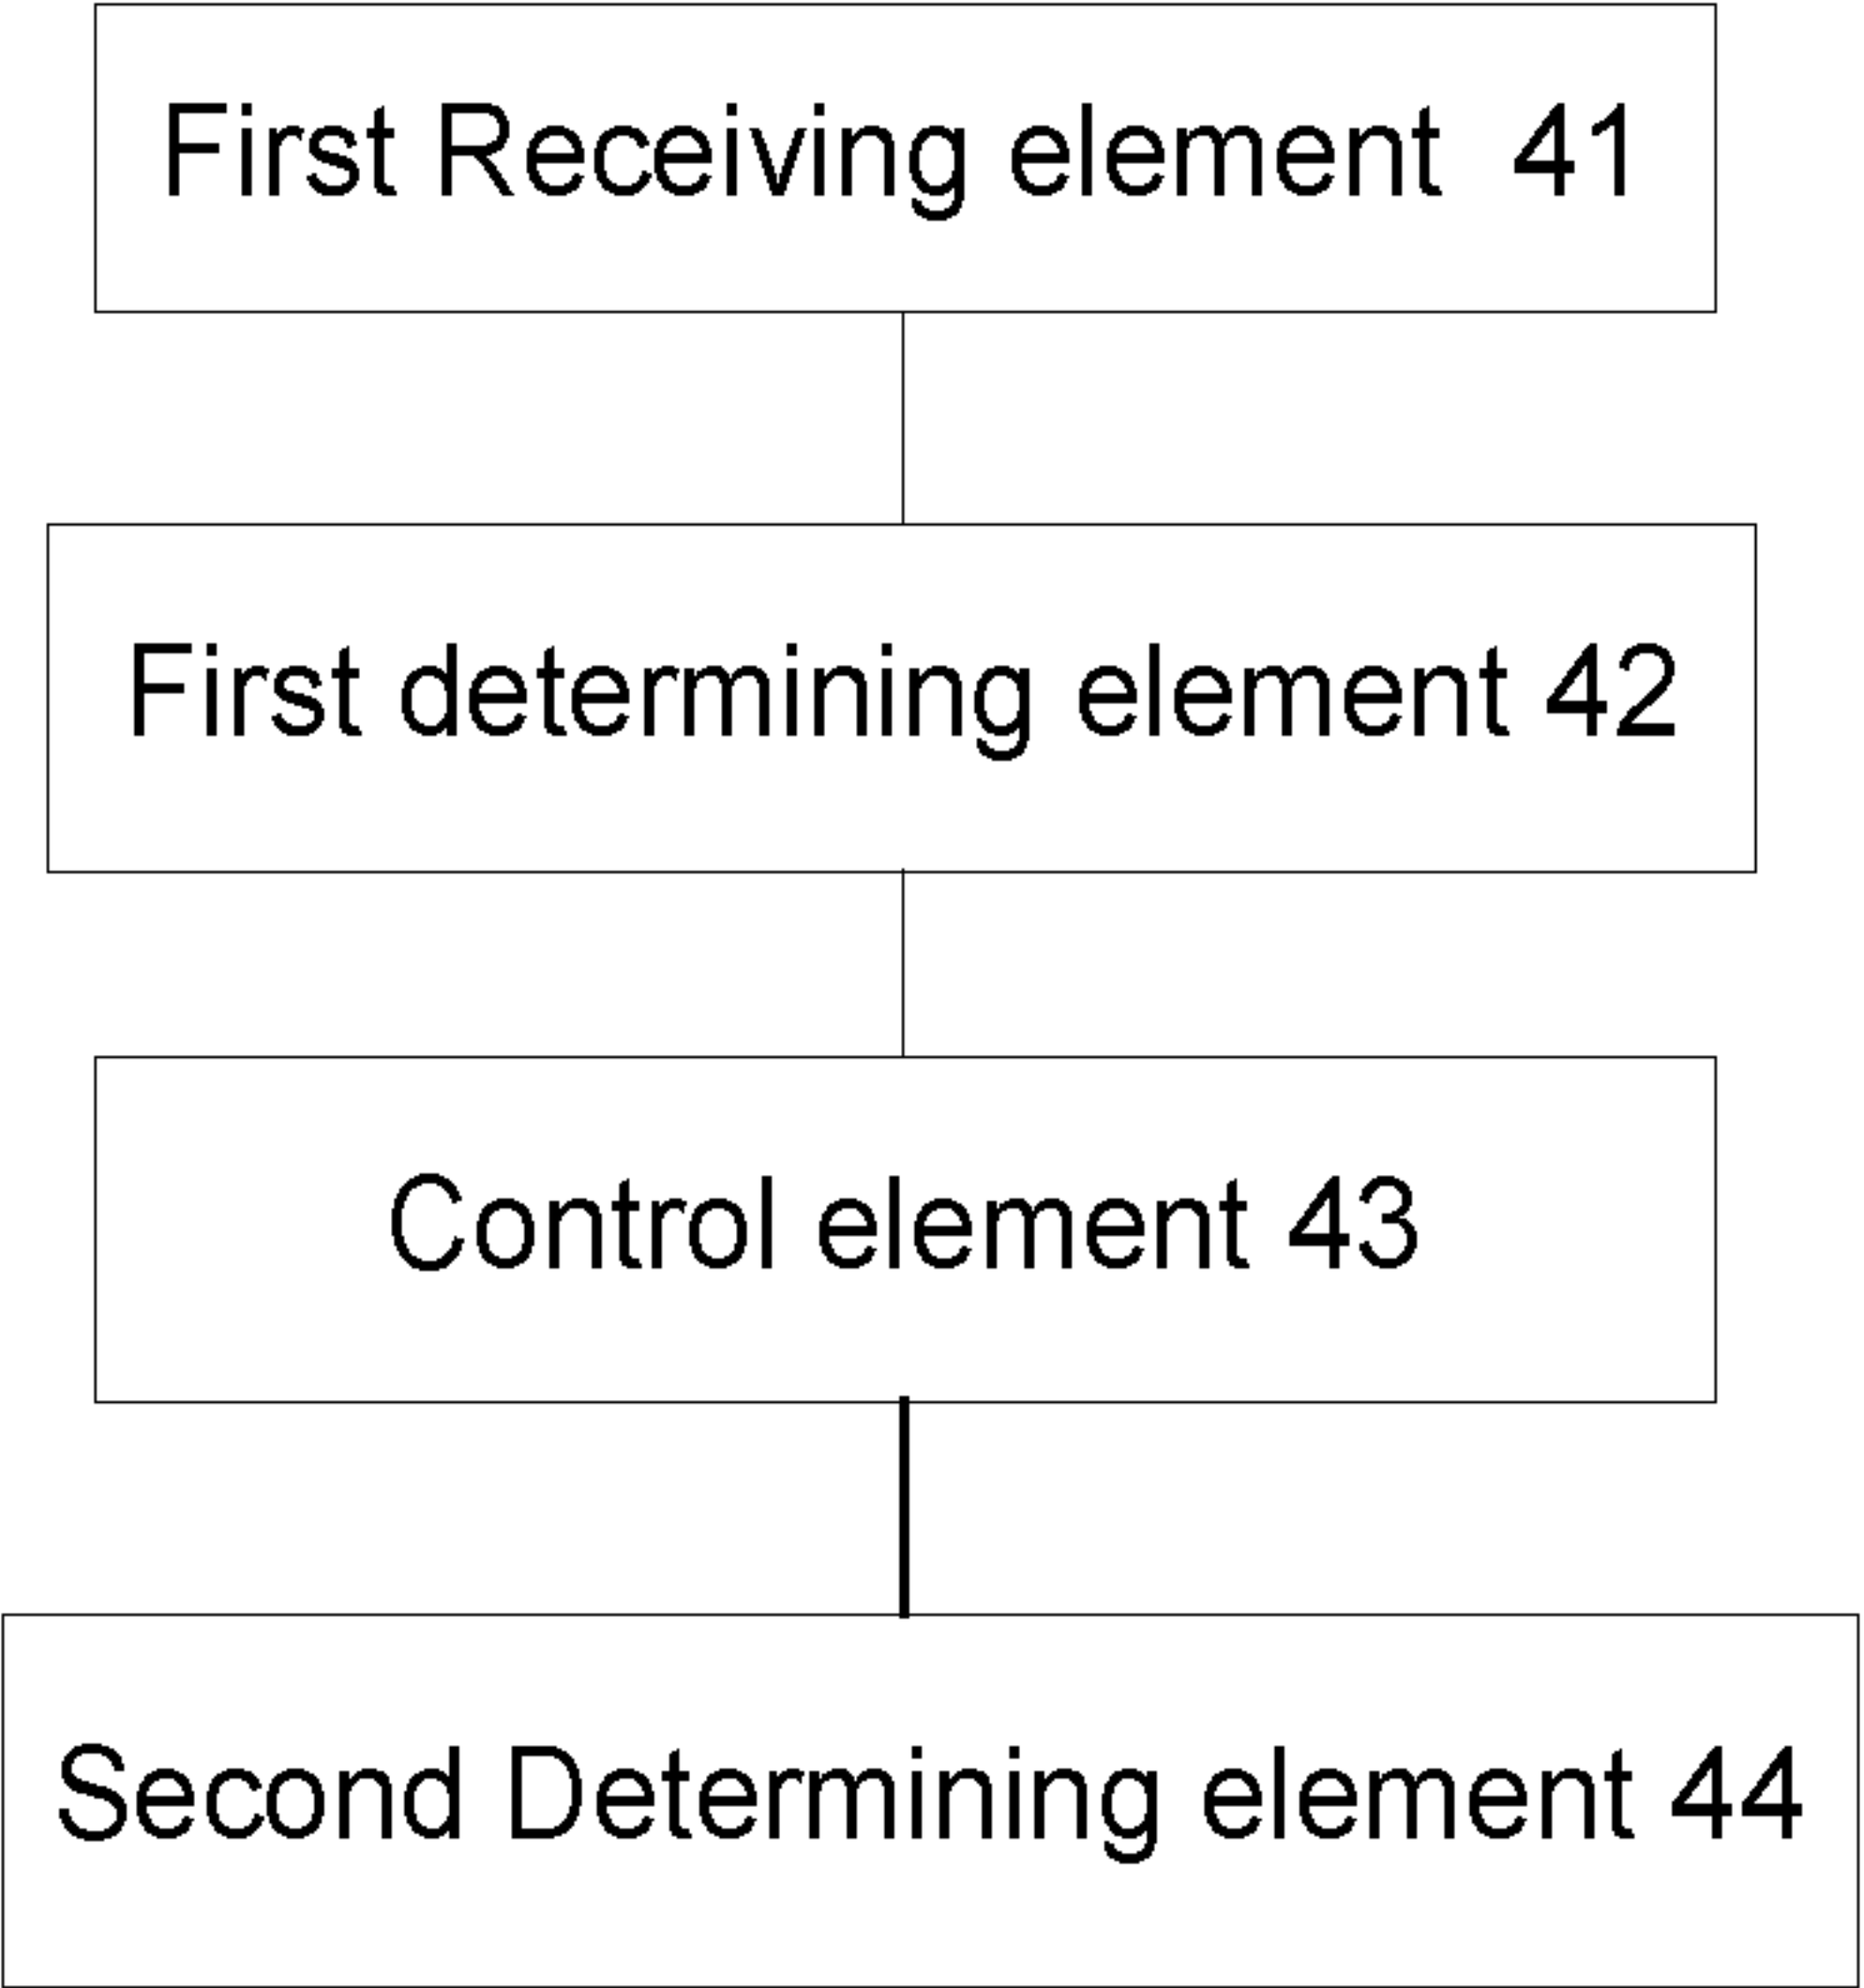 First Receiving element 41
First determining element 42
Control element 43
Second Determining element 44